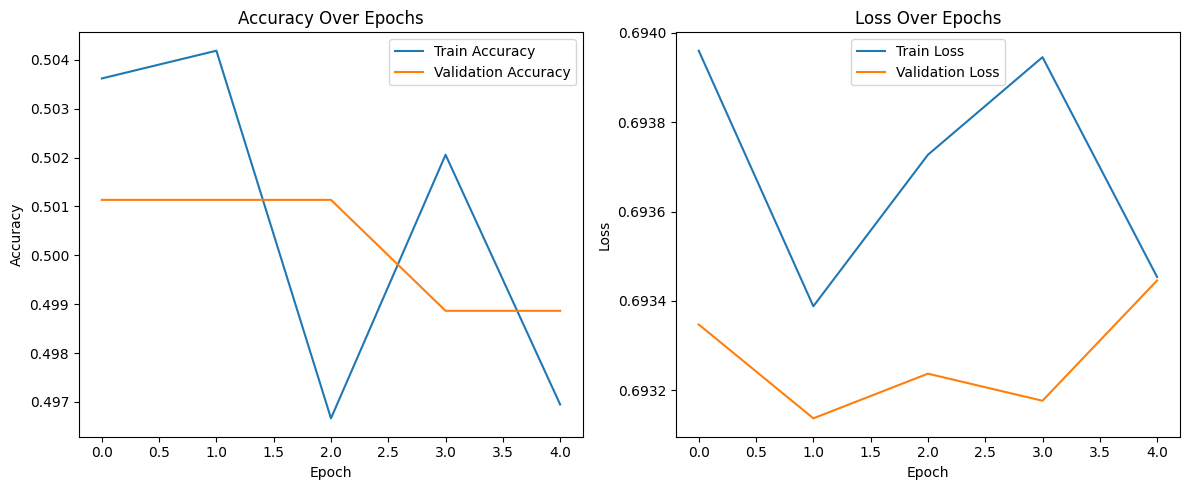 Accuracy Over Epochs
Train Accuracy
Validation Accuracy
0.504
0.503
0.502
0.501
0.500
0.499
0.498
0.497
Accuracy
0.0 0.5 1.0 1.5 2.0 2.5 3.0 3.5 4.0
Epoch
Loss Over Epochs
Train Loss
Validation Loss
0.6940
0.6938
0.6936
0.6934
0.6932
Loss
0.0 0.5 1.0 1.5 2.0 2.5 3.0 3.5 4.0
Epoch